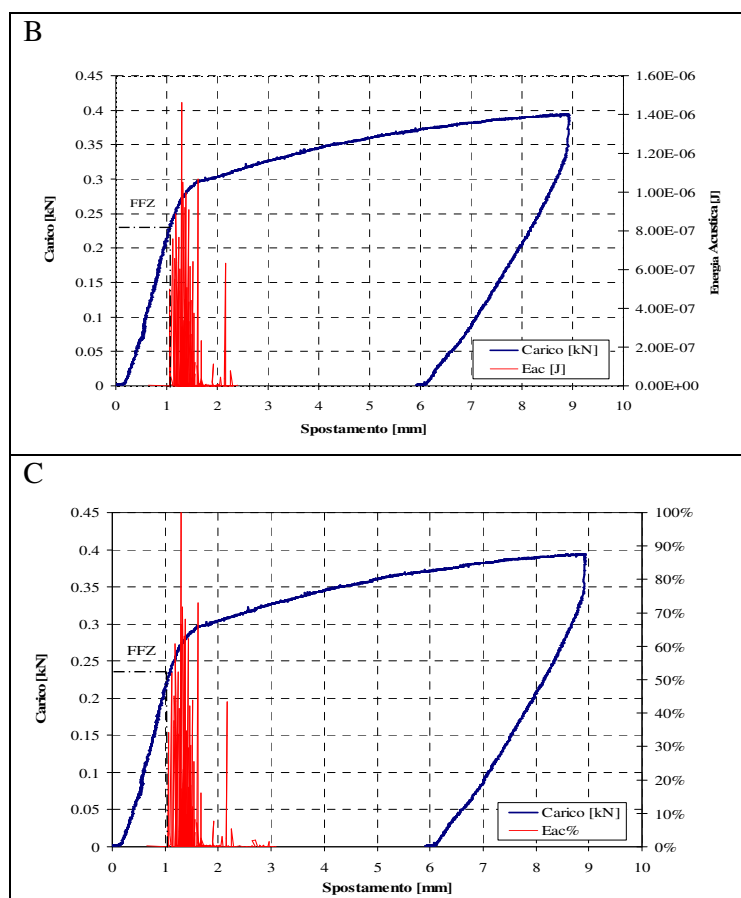 B
0.45
0.4
0.35
0.3
0.25
0.2
0.15
0.1
0.05
0
Carico [kN]
FFZ
1.60E-06
1.40E-06
1.20E-06
1.00E-06
8.00E-07
6.00E-07
4.00E-07
2.00E-07
0.00E+00
Energia Acustica [J]
Carico [kN]
Eac [J]
0 1 2 3 4 5 6 7 8 9 10
Spostamento [mm]
C
0.45
0.4
0.35
0.3
0.25
0.2
0.15
0.1
0.05
0
Carico [kN]
FFZ
100%
90%
80%
70%
60%
50%
40%
30%
20%
10%
0%
Carico [kN]
Eac%
0 1 2 3 4 5 6 7 8 9 10
Spostamento [mm]